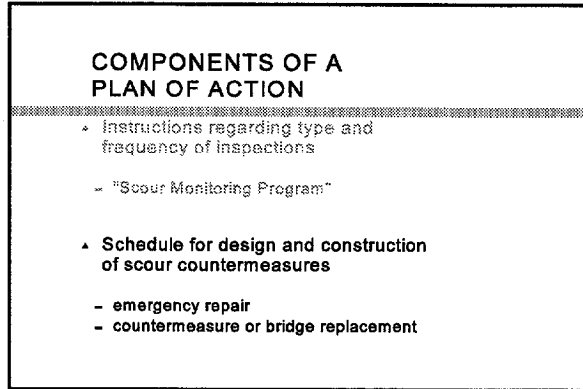 COMPONENTS OF A
PLAN OF ACTION
▲ Instructions regarding type and
frequency of inspections
– "Scour Monitoring Program"
▲ Schedule for design and construction
of scour countermeasures
– emergency repair
– countermeasure or bridge replacement